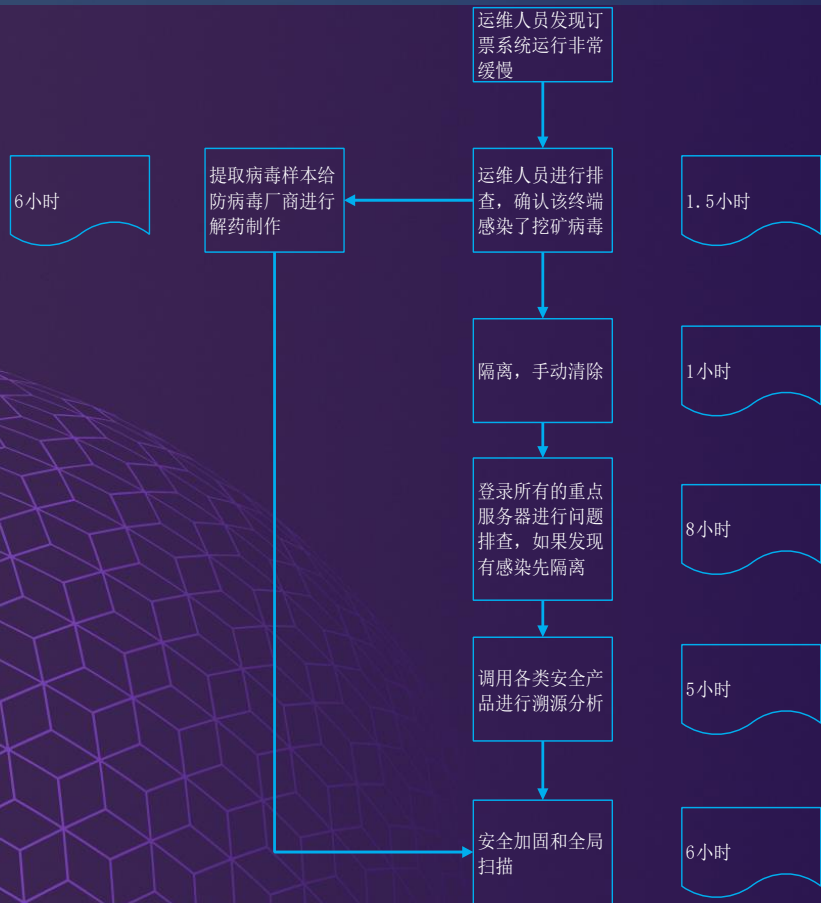 运维人员发现订
票系统运行非常
缓慢
6小时
提取病毒样本给
防病毒厂商进行
解药制作
运维人员进行排
查，确认该终端
感染了挖矿病毒
1.5小时
隔离，手动清除
1小时
登录所有的重点
服务器进行问题
排查，如果发现
有感染先隔离
8小时
调用各类安全产
品进行溯源分析
5小时
安全加固和全局
扫描
6小时